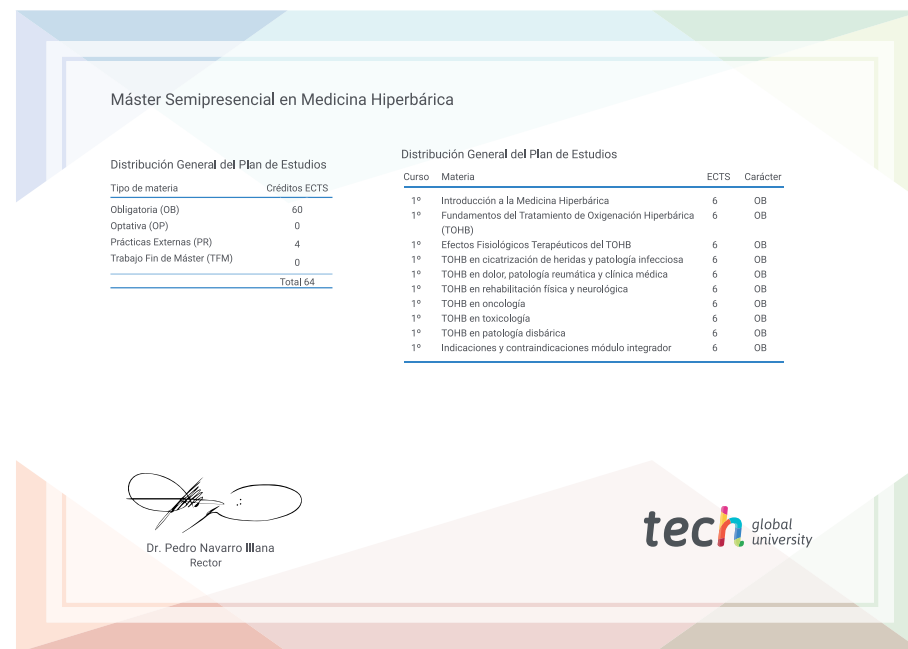 Máster Semipresencial en Medicina Hiperbárica
Distribución General del Plan de Estudios
Tipo de materia Créditos ECTS
Obligatoria (OB) 60
Optativa (OP) 0
Prácticas Externas (PR) 4
Trabajo Fin de Máster (TFM) 0
Total 64
Distribución General del Plan de Estudios
Curso Materia ECTS Carácter
1º Introducción a la Medicina Hiperbárica 6 OB
1º Fundamentos del Tratamiento de Oxigenación Hiperbárica 6 OB
(TOHB)
1º Efectos Fisiológicos Terapéuticos del TOHB 6 OB
1º TOHB en cicatrización de heridas y patología infecciosa 6 OB
1º TOHB en dolor, patología reumática y clínica médica 6 OB
1º TOHB en rehabilitación física y neurológica 6 OB
1º TOHB en oncología 6 OB
1º TOHB en toxicología 6 OB
1º TOHB en patología disbárica 6 OB
1º Indicaciones y contraindicaciones módulo integrador 6 OB
Dr. Pedro Navarro Illana
Rector
tech global
university